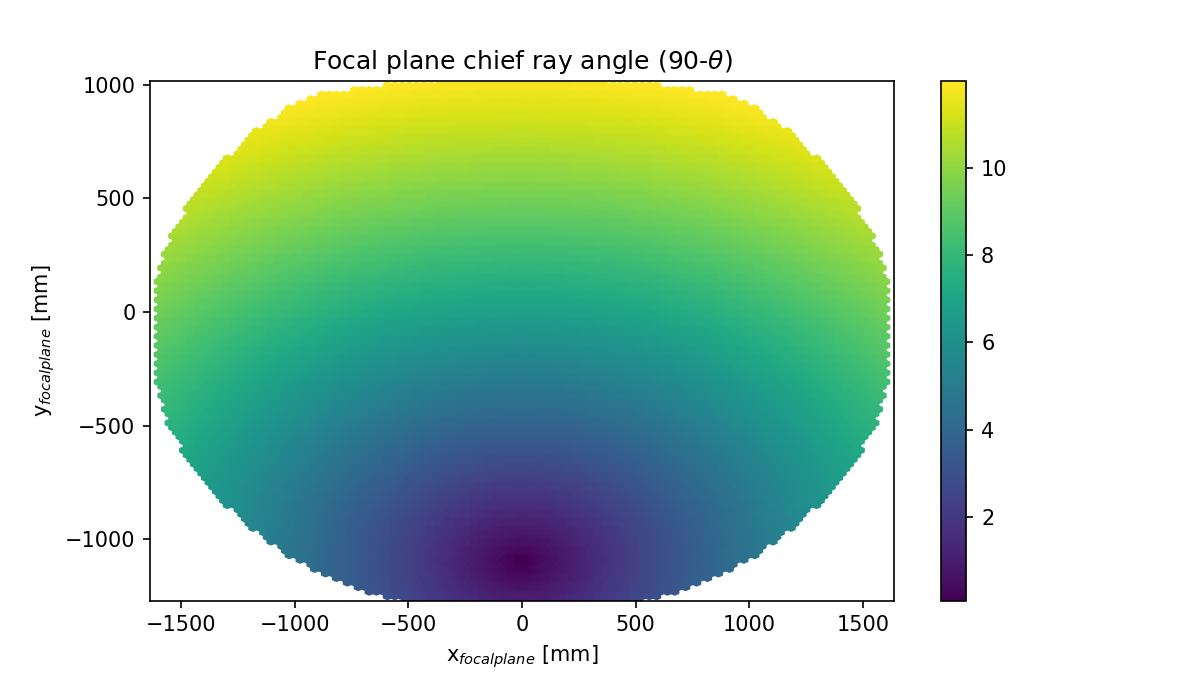 Focal plane chief ray angle (90-θ)
1000
500
0
−500
−1000
y_focalplane [mm]
−1500 −1000 −500 0 500 1000 1500
x_focalplane [mm]
10
8
6
4
2